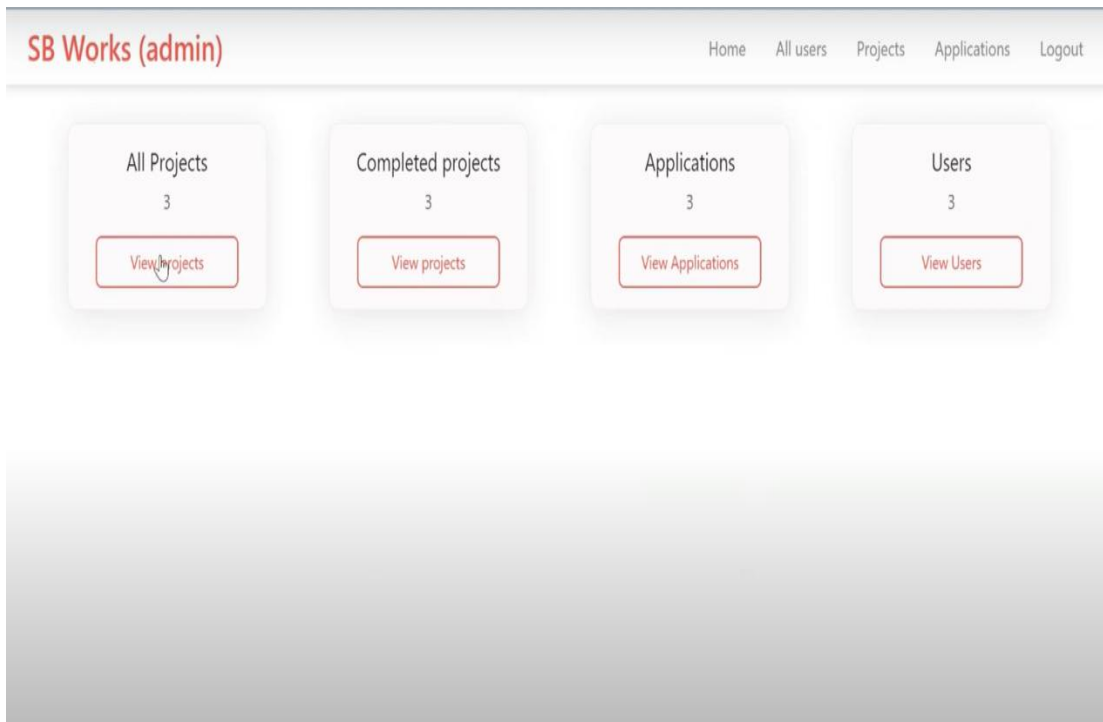 SB Works (admin)
Home All users Projects Applications Logout
All Projects
3
View projects
Completed projects
3
View projects
Applications
3
View Applications
Users
3
View Users